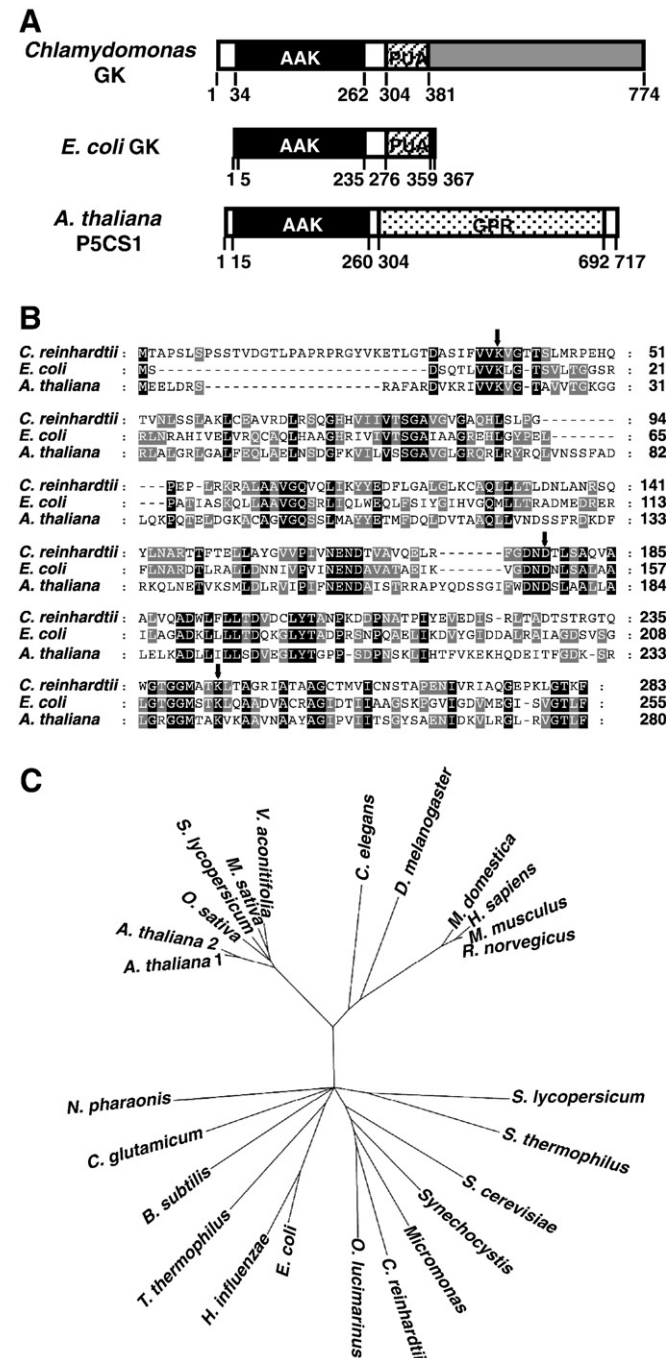 A
Chlamydomonas
GK
AAK
PUA
1 34 262 304 381 774
E. coli GK
AAK
PUA
1 5 235 276 359 367
A. thaliana
P5CS1
AAK
GPR
1 15 260 304 692 717
B
C. reinhardtii : MTAPSLSPSSTVDGTLPAPRPRGYVKETLGTDASIFVVKVGTTSLMRPEHQ : 51
E. coli : MS------------------------------DSQTLVVKLGTSVLTGGSR : 21
A. thaliana : MEELDRS--------------------RAFARDVKRIVVKVGTAVVTGKGG : 31
C. reinhardtii : TVNLSSLAKLCEAVRDLRSQGHHVIIVTSGAVGVGAQHLSLPG-------- : 94
E. coli : RLNRAHIVELVRQCAQLHAAGHRIVIVTSGAIAAGREHLGYPEL------- : 65
A. thaliana : RLALGRLGALFEQLAELNSDGFKVILVSSGAVGLGRQRLRYRQLVNSSFAD : 82
C. reinhardtii : ---PEP-LRKRALAAVGQVQLIKYYEDFLGALGLKCAQLLLTLDNLANRSQ : 141
E. coli : ---PATIASKQLLAAVGQSRLIQLWEQLFSIYGIHVGQMLLTRADMEDRER : 113
A. thaliana : LQKPQTELDGKACAGVGQSSLMAYYETMFDQLDVTAAQLLVNDSSFRDKDF : 133
C. reinhardtii : YLNARTTFTELLAYGVVPIVNENDTVAVQELR-------FGDNDTLSAQVA : 185
E. coli : FLNARDTLRALLDNNIVPVINENDAVATAEIK-------VGDNDNLSALAA : 157
A. thaliana : RKQLNETVKSMLDLRVIPIFNENDAISTRRAPYQDSSGIFWDNDSLAALLA : 184
C. reinhardtii : ALVQADWLFLLTDVDCLYTANPKDDPNATPIYEVEDIS-RLTADTSTRGTQ : 235
E. coli : ILAGADKLLLLTDQKGLYTADPRSNPQAELIKDVYGIDDALRAIAGDSVSG : 208
A. thaliana : LELKADLLILLSDVEGLYTGPP-SDPNSKLIHTFVKEKHQDEITFGDK-SR : 233
C. reinhardtii : WGTGGMATKLTAGRIATAAGCTMVICNSTAPENIVRIAQGEPKLGTKF : 283
E. coli : LGTGGMSTKLQAADVACRAGIDTIIAAGSKPGVIGDVMEGI-SVGTLF : 255
A. thaliana : LGRGGMTAKVKAAVNAAYAGIPVIITSGYSAENIDKVLRGL-RVGTLF : 280
C
A. thaliana 1
A. thaliana 2
O. sativa
S. lycopersicum
M. sativa
V. aconitifolia
C. elegans
D. melanogaster
M. domestica
H. sapiens
M. musculus
R. norvegicus
N. pharaonis
C. glutamicum
B. subtilis
T. thermophilus
H. influenzae
E. coli
O. lucimarinus
C. reinhardtii
Micromonas
Synechocystis
S. cerevisiae
S. thermophilus
S. lycopersicum